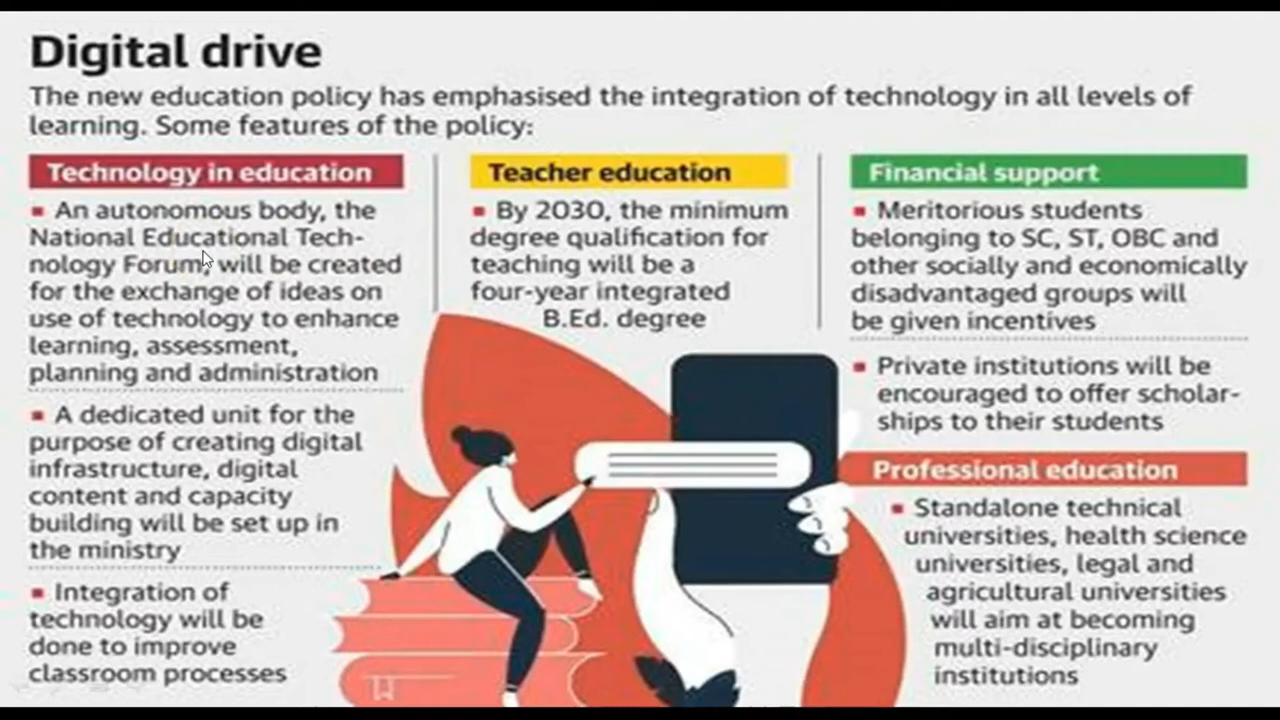 Digital drive
The new education policy has emphasised the integration of technology in all levels of
learning. Some features of the policy:
Technology in education
▪ An autonomous body, the
National Educational Tech-
nology Forum, will be created
for the exchange of ideas on
use of technology to enhance
learning, assessment,
planning and administration
▪ A dedicated unit for the
purpose of creating digital
infrastructure, digital
content and capacity
building will be set up in
the ministry
▪ Integration of
technology will be
done to improve
classroom processes
Teacher education
▪ By 2030, the minimum
degree qualification for
teaching will be a
four-year integrated
B.Ed. degree
Financial support
▪ Meritorious students
belonging to SC, ST, OBC and
other socially and economically
disadvantaged groups will
be given incentives
▪ Private institutions will be
encouraged to offer scholar-
ships to their students
Professional education
▪ Standalone technical
universities, health science
universities, legal and
agricultural universities
will aim at becoming
multi-disciplinary
institutions